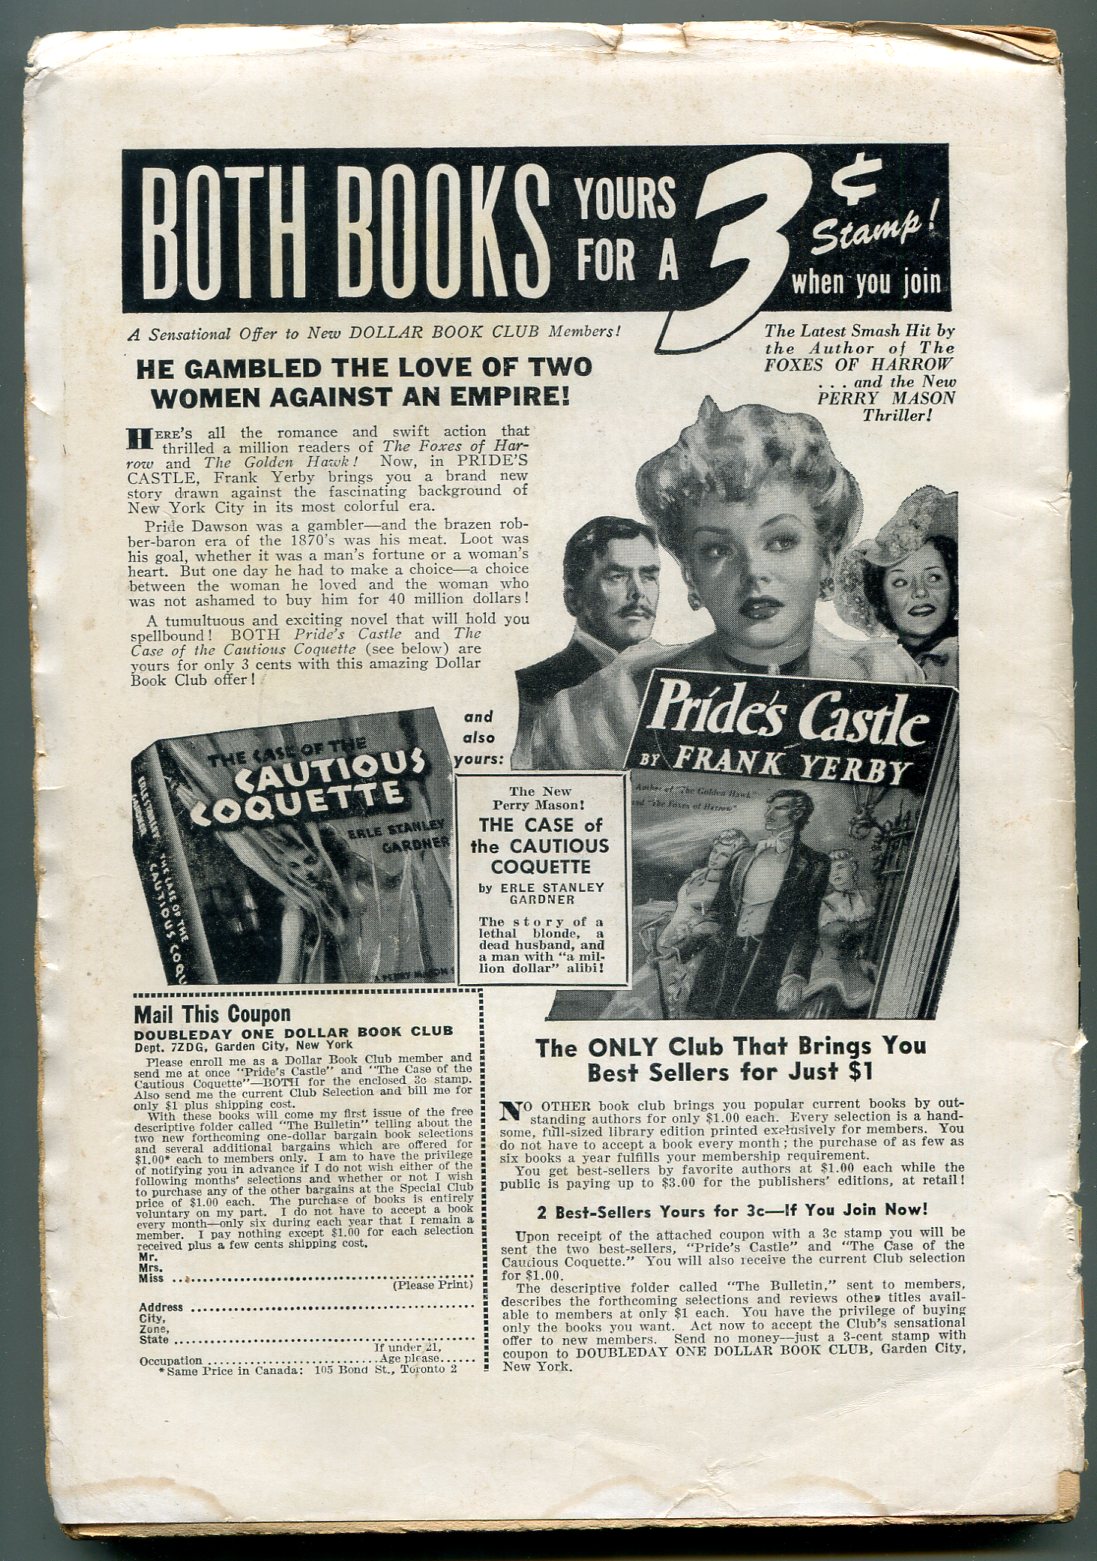 BOTH BOOKS YOURS FOR A 3¢ Stamp! when you join
A Sensational Offer to New DOLLAR BOOK CLUB Members!
HE GAMBLED THE LOVE OF TWO
WOMEN AGAINST AN EMPIRE!
The Latest Smash Hit by
the Author of The
FOXES OF HARROW
. . . and the New
PERRY MASON
Thriller!
HERE'S all the romance and swift action that
thrilled a million readers of The Foxes of Har-
row and The Golden Hawk! Now, in PRIDE'S
CASTLE, Frank Yerby brings you a brand new
story drawn against the fascinating background of
New York City in its most colorful era.
Pride Dawson was a gambler—and the brazen rob-
ber-baron era of the 1870's was his meat. Loot was
his goal, whether it was a man's fortune or a woman's
heart. But one day he had to make a choice—a choice
between the woman he loved and the woman who
was not ashamed to buy him for 40 million dollars!
A tumultuous and exciting novel that will hold you
spellbound! BOTH Pride's Castle and The
Case of the Cautious Coquette (see below) are
yours for only 3 cents with this amazing Dollar
Book Club offer!
and
also
yours:
THE CASE OF THE
CAUTIOUS
COQUETTE
ERLE STANLEY
GARDNER
ERLE STANLEY
GARDNER
THE CASE OF THE
CAUTIOUS COQU
A PERRY MASON
The New
Perry Mason!
THE CASE of
the CAUTIOUS
COQUETTE
by ERLE STANLEY
GARDNER
The story of a
lethal blonde, a
dead husband, and
a man with "a mil-
lion dollar" alibi!
Pride's Castle
BY FRANK YERBY
Author of "The Golden Hawk"
and "The Foxes of Harrow"
Mail This Coupon
DOUBLEDAY ONE DOLLAR BOOK CLUB
Dept. 7ZDG, Garden City, New York
Please enroll me as a Dollar Book Club member and
send me at once "Pride's Castle" and "The Case of the
Cautious Coquette"—BOTH for the enclosed 3c stamp.
Also send me the current Club Selection and bill me for
only $1 plus shipping cost.
With these books will come my first issue of the free
descriptive folder called "The Bulletin" telling about the
two new forthcoming one-dollar bargain book selections
and several additional bargains which are offered for
$1.00* each to members only. I am to have the privilege
of notifying you in advance if I do not wish either of the
following months' selections and whether or not I wish
to purchase any of the other bargains at the Special Club
price of $1.00 each. The purchase of books is entirely
voluntary on my part. I do not have to accept a book
every month—only six during each year that I remain a
member. I pay nothing except $1.00 for each selection
received plus a few cents shipping cost.
Mr.
Mrs.
Miss ..........
(Please Print)
Address ..........
City,
Zone,
State ..........
If under 21,
Occupation .......... Age please......
*Same Price in Canada: 105 Bond St., Toronto 2
The ONLY Club That Brings You
Best Sellers for Just $1
NO OTHER book club brings you popular current books by out-
standing authors for only $1.00 each. Every selection is a hand-
some, full-sized library edition printed exclusively for members. You
do not have to accept a book every month; the purchase of as few as
six books a year fulfills your membership requirement.
You get best-sellers by favorite authors at $1.00 each while the
public is paying up to $3.00 for the publishers' editions, at retail!
2 Best-Sellers Yours for 3c—If You Join Now!
Upon receipt of the attached coupon with a 3c stamp you will be
sent the two best-sellers, "Pride's Castle" and "The Case of the
Cautious Coquette." You will also receive the current Club selection
for $1.00.
The descriptive folder called "The Bulletin," sent to members,
describes the forthcoming selections and reviews other titles avail-
able to members at only $1 each. You have the privilege of buying
only the books you want. Act now to accept the Club's sensational
offer to new members. Send no money—just a 3-cent stamp with
coupon to DOUBLEDAY ONE DOLLAR BOOK CLUB, Garden City,
New York.